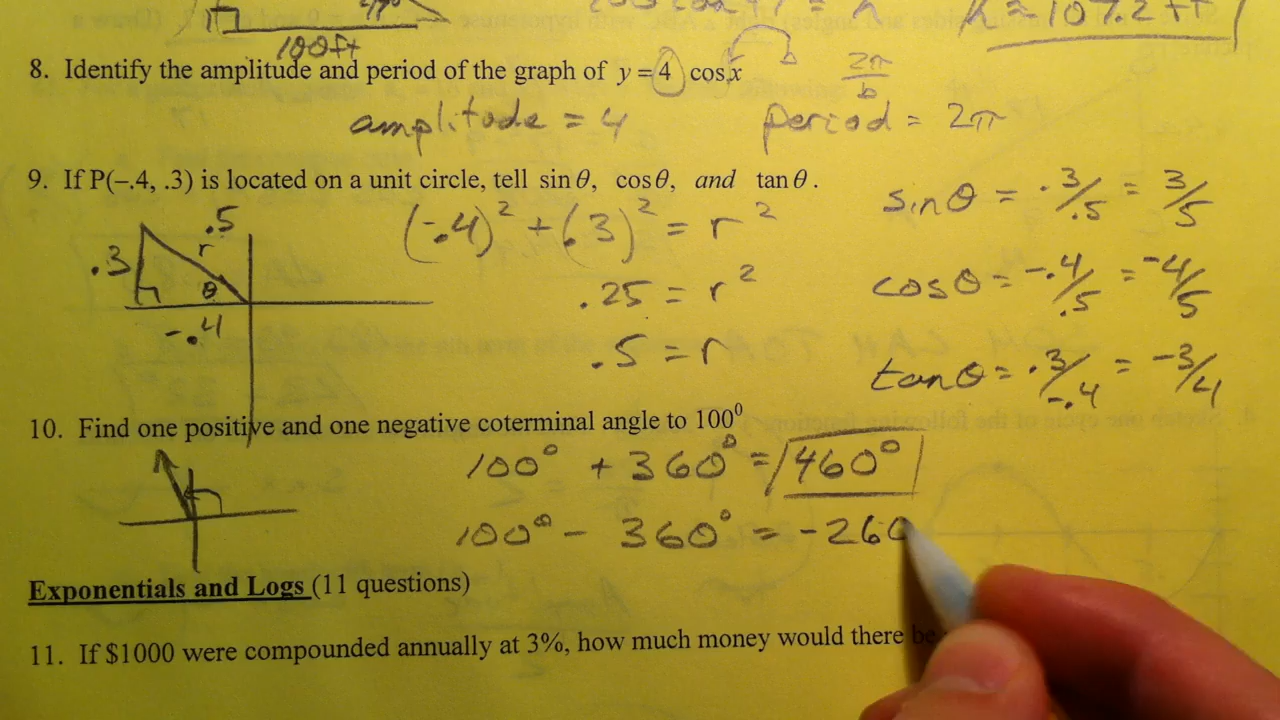 100ft
K ≈ 107.2 ft
8. Identify the amplitude and period of the graph of y = 4 cos x
b
2π/b
amplitude = 4
period = 2π
9. If P(–.4, .3) is located on a unit circle, tell sin θ, cos θ, and tan θ.
.5
r
.3
θ
-.4
(-.4)² + (.3)² = r²
.25 = r²
.5 = r
sinθ = .3/.5 = 3/5
cosθ = -.4/.5 = -4/5
tanθ = .3/-.4 = -3/4
10. Find one positive and one negative coterminal angle to 100⁰
100° + 360° = 460°
100° - 360° = -260
Exponentials and Logs (11 questions)
11. If $1000 were compounded annually at 3%, how much money would there be